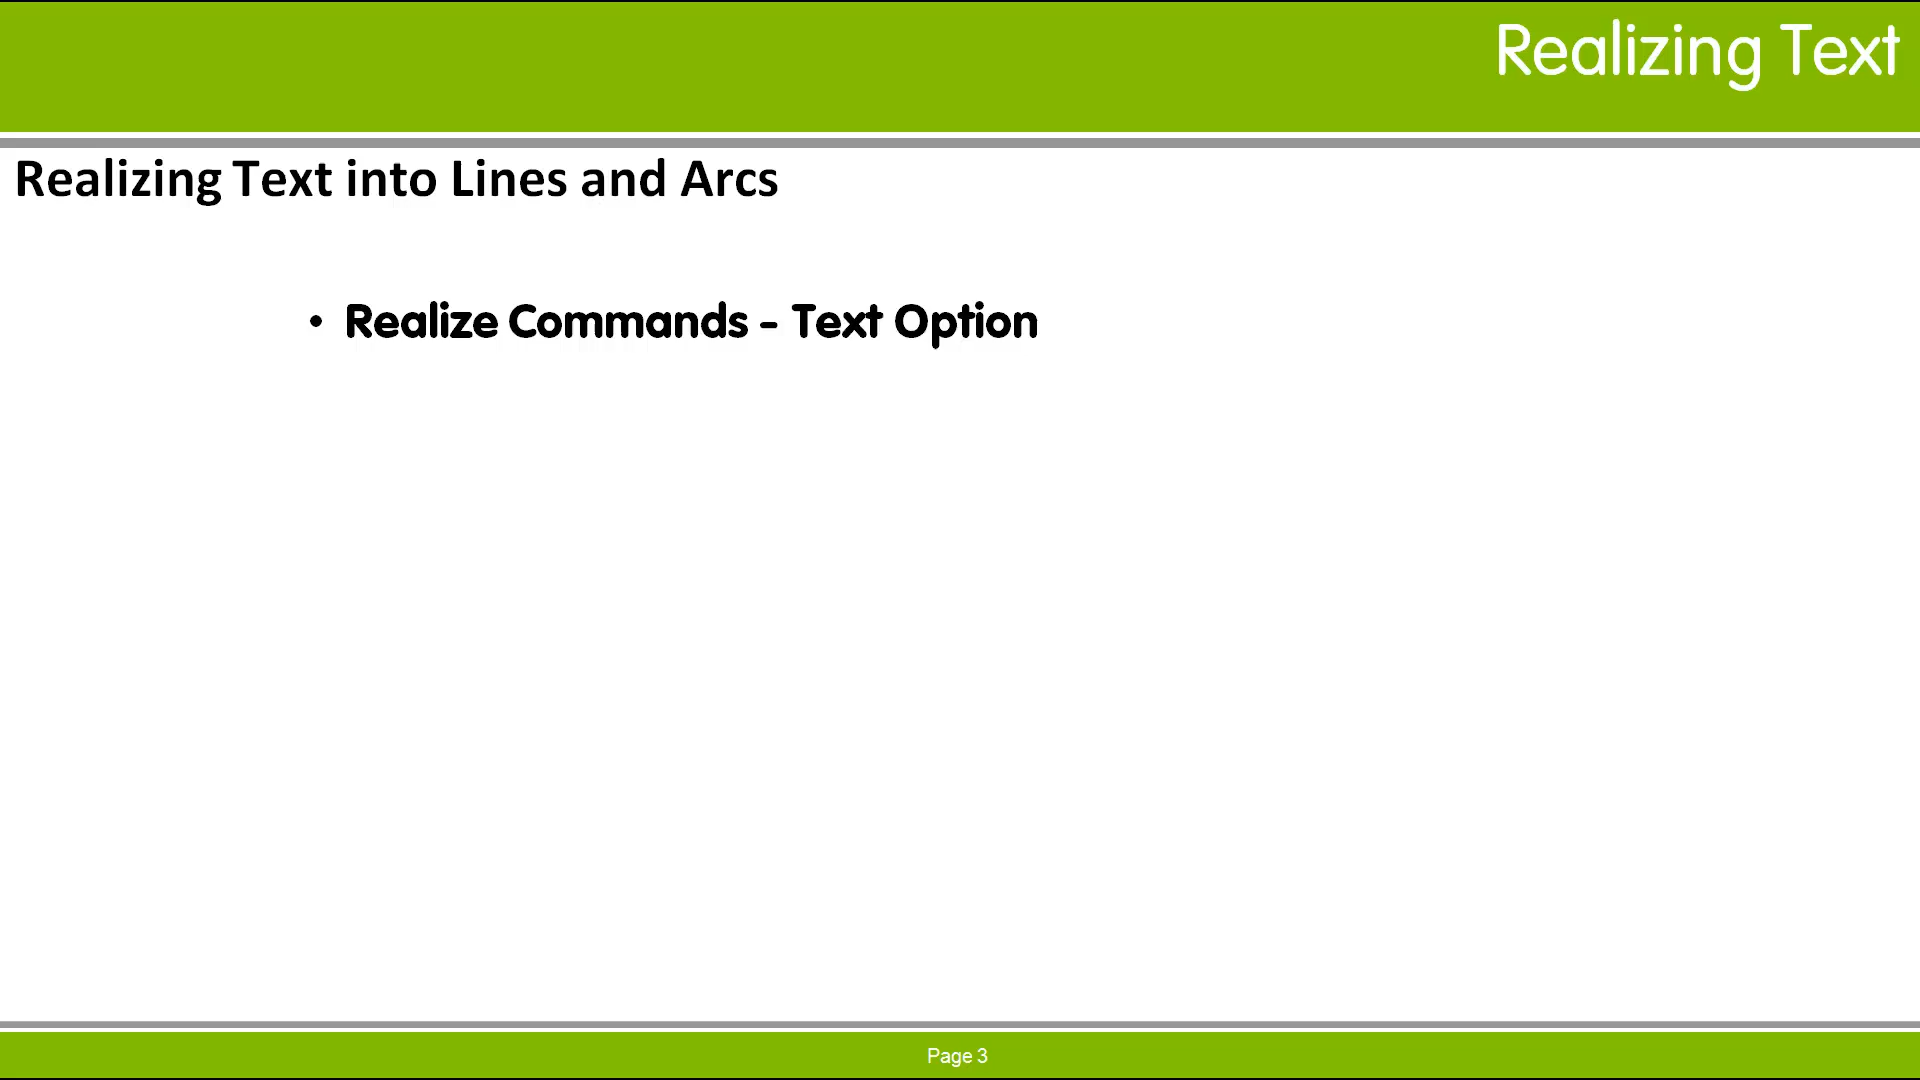 Realizing Text
Realizing Text into Lines and Arcs
• Realize Commands - Text Option
Page 3